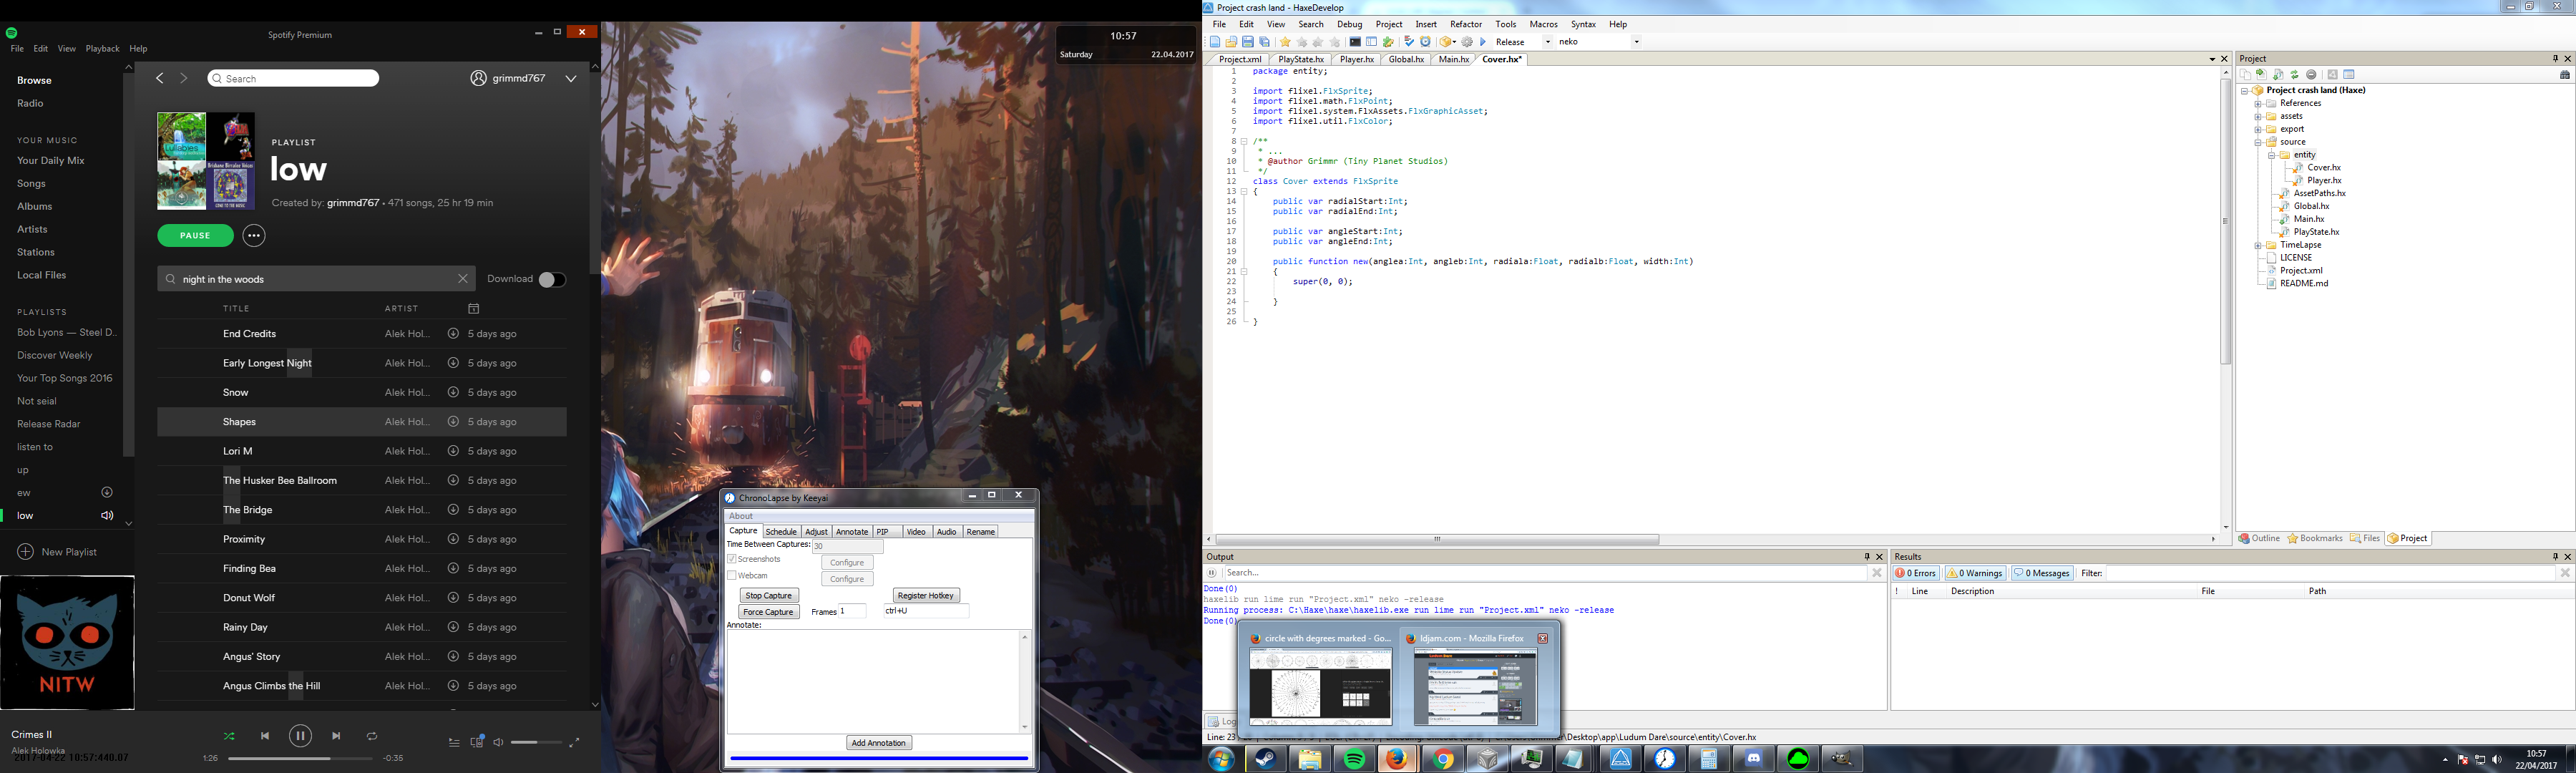 Spotify Premium
File Edit View Playback Help
Browse
Radio
YOUR MUSIC
Your Daily Mix
Songs
Albums
Artists
Stations
Local Files
PLAYLISTS
Bob Lyons — Steel D..
Discover Weekly
Your Top Songs 2016
Not seial
Release Radar
listen to
up
ew
low
New Playlist
NITW
Crimes II
Alek Holowka
2017-04-22 10:57:440.07
Search
grimmd767
Lullabies
PLAYLIST
low
Created by: grimmd767 • 471 songs, 25 hr 19 min
PAUSE
night in the woods
Download
TITLE ARTIST
End Credits Alek Hol... 5 days ago
Early Longest Night Alek Hol... 5 days ago
Snow Alek Hol... 5 days ago
Shapes Alek Hol... 5 days ago
Lori M Alek Hol... 5 days ago
The Husker Bee Ballroom Alek Hol... 5 days ago
The Bridge Alek Hol... 5 days ago
Proximity Alek Hol... 5 days ago
Finding Bea Alek Hol... 5 days ago
Donut Wolf Alek Hol... 5 days ago
Rainy Day Alek Hol... 5 days ago
Angus' Story Alek Hol... 5 days ago
Angus Climbs the Hill Alek Hol... 5 days ago
1:26 -0:35
10:57
Saturday 22.04.2017
ChronoLapse by Keeyai
About
Capture Schedule Adjust Annotate PIP Video Audio Rename
Time Between Captures: 30
Screenshots Configure
Webcam Configure
Stop Capture Register Hotkey
Force Capture Frames 1 ctrl+U
Annotate:
Add Annotation
Project crash land - HaxeDevelop
File Edit View Search Debug Project Insert Refactor Tools Macros Syntax Help
Release neko
Project.xml PlayState.hx Player.hx Global.hx Main.hx Cover.hx*
1 package entity;
2
3 import flixel.FlxSprite;
4 import flixel.math.FlxPoint;
5 import flixel.system.FlxAssets.FlxGraphicAsset;
6 import flixel.util.FlxColor;
7
8 /**
9 * ...
10 * @author Grimmr (Tiny Planet Studios)
11 */
12 class Cover extends FlxSprite
13 {
14 public var radialStart:Int;
15 public var radialEnd:Int;
16
17 public var angleStart:Int;
18 public var angleEnd:Int;
19
20 public function new(anglea:Int, angleb:Int, radiala:Float, radialb:Float, width:Int)
21 {
22 super(0, 0);
23
24 }
25
26 }
Project
Project crash land (Haxe)
References
assets
export
source
entity
Cover.hx
Player.hx
AssetPaths.hx
Global.hx
Main.hx
PlayState.hx
TimeLapse
LICENSE
Project.xml
README.md
Outline Bookmarks Files Project
Output
Search...
Done(0)
haxelib run lime run "Project.xml" neko -release
Running process: C:\Haxe\haxe\haxelib.exe run lime run "Project.xml" neko -release
Done(0)
Results
0 Errors 0 Warnings 0 Messages Filter:
! Line Description File Path
circle with degrees marked - Go... ldjam.com - Mozilla Firefox
Line: 23
Desktop\app\Ludum Dare\source\entity\Cover.hx
10:57
22/04/2017